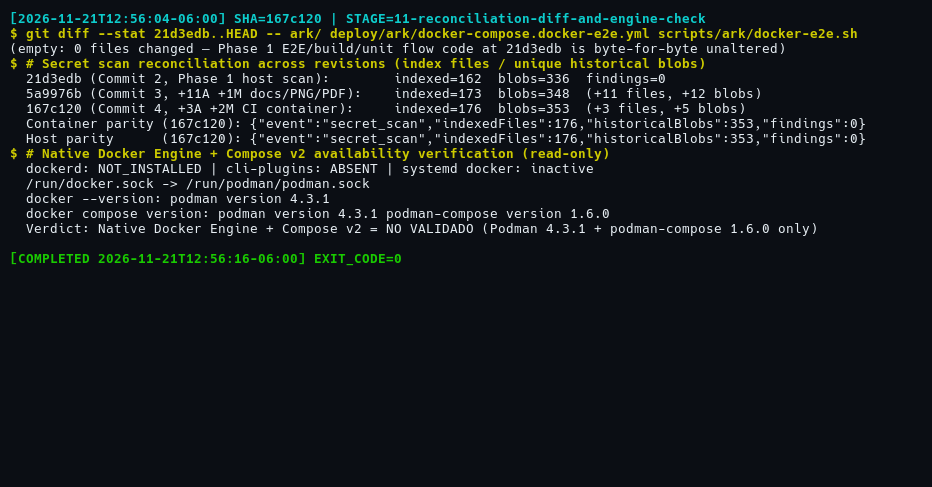 [2026-11-21T12:56:04-06:00] SHA=167c120 | STAGE=11-reconciliation-diff-and-engine-check
$ git diff --stat 21d3edb..HEAD -- ark/ deploy/ark/docker-compose.docker-e2e.yml scripts/ark/docker-e2e.sh
(empty: 0 files changed — Phase 1 E2E/build/unit flow code at 21d3edb is byte-for-byte unaltered)
$ # Secret scan reconciliation across revisions (index files / unique historical blobs)
21d3edb (Commit 2, Phase 1 host scan):        indexed=162  blobs=336  findings=0
5a9976b (Commit 3, +11A +1M docs/PNG/PDF):    indexed=173  blobs=348  (+11 files, +12 blobs)
167c120 (Commit 4, +3A +2M CI container):     indexed=176  blobs=353  (+3 files, +5 blobs)
Container parity (167c120): {"event":"secret_scan","indexedFiles":176,"historicalBlobs":353,"findings":0}
Host parity      (167c120): {"event":"secret_scan","indexedFiles":176,"historicalBlobs":353,"findings":0}
$ # Native Docker Engine + Compose v2 availability verification (read-only)
dockerd: NOT_INSTALLED | cli-plugins: ABSENT | systemd docker: inactive
/run/docker.sock -> /run/podman/podman.sock
docker --version: podman version 4.3.1
docker compose version: podman version 4.3.1 podman-compose version 1.6.0
Verdict: Native Docker Engine + Compose v2 = NO VALIDADO (Podman 4.3.1 + podman-compose 1.6.0 only)
[COMPLETED 2026-11-21T12:56:16-06:00] EXIT_CODE=0